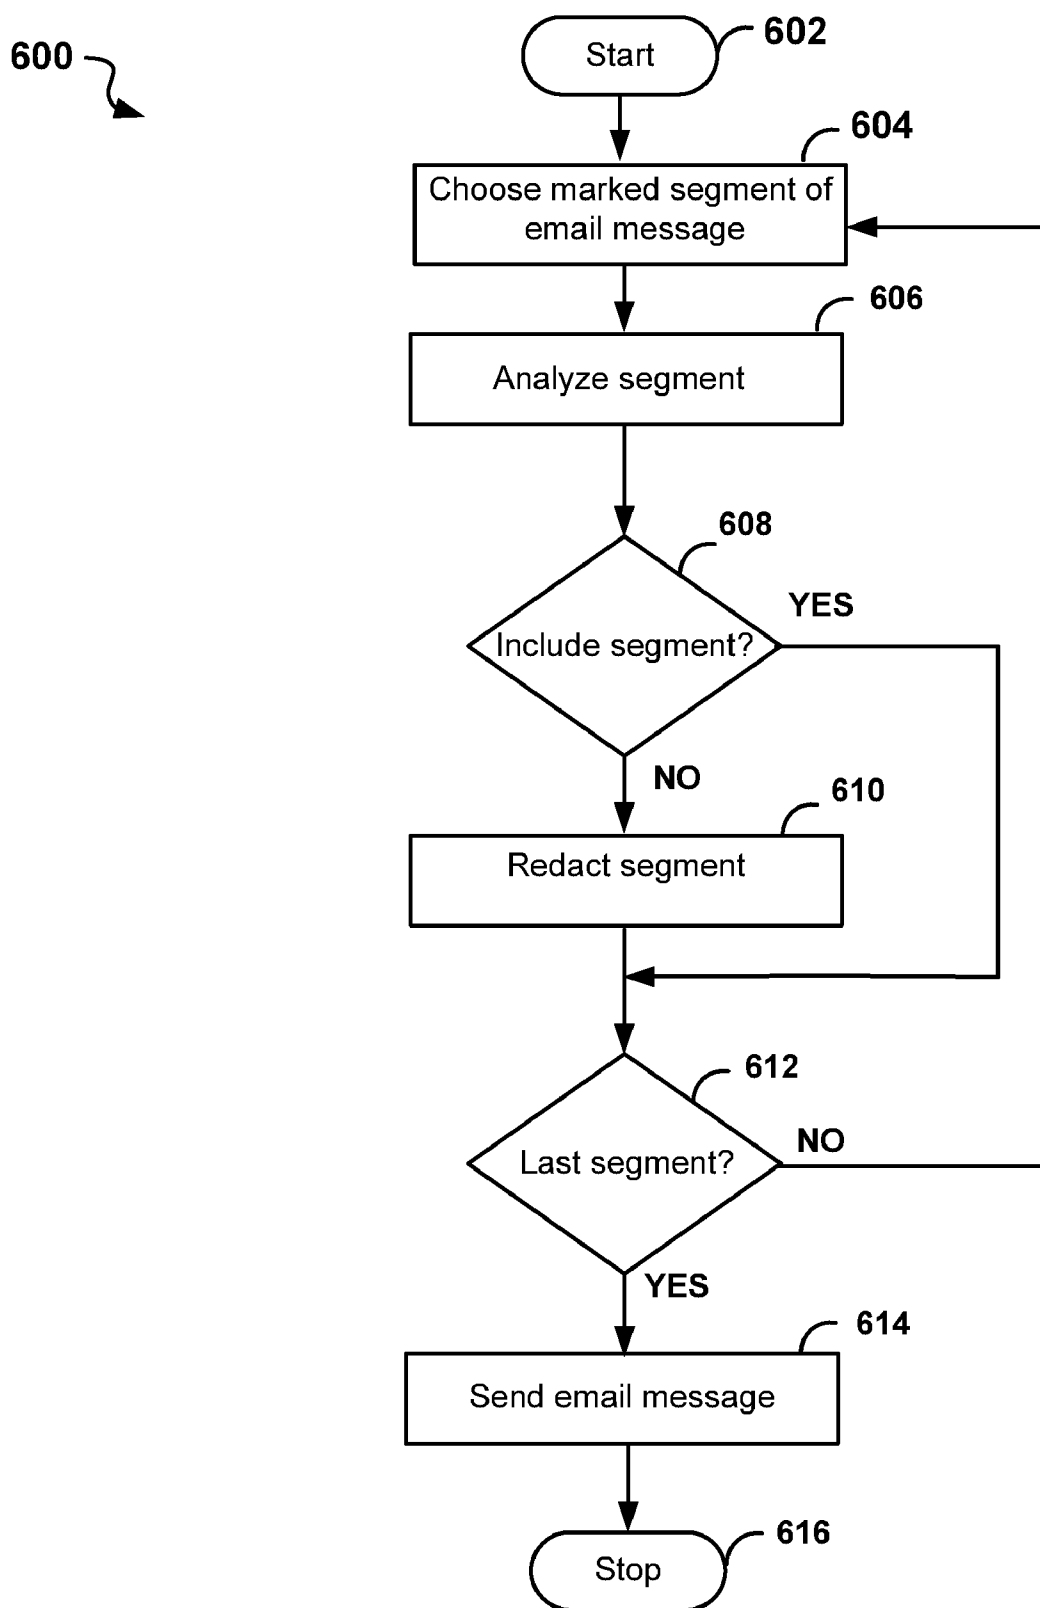 600
Start
602
604
Choose marked segment of
email message
606
Analyze segment
608
YES
Include segment?
NO
610
Redact segment
612
NO
Last segment?
YES
614
Send email message
616
Stop